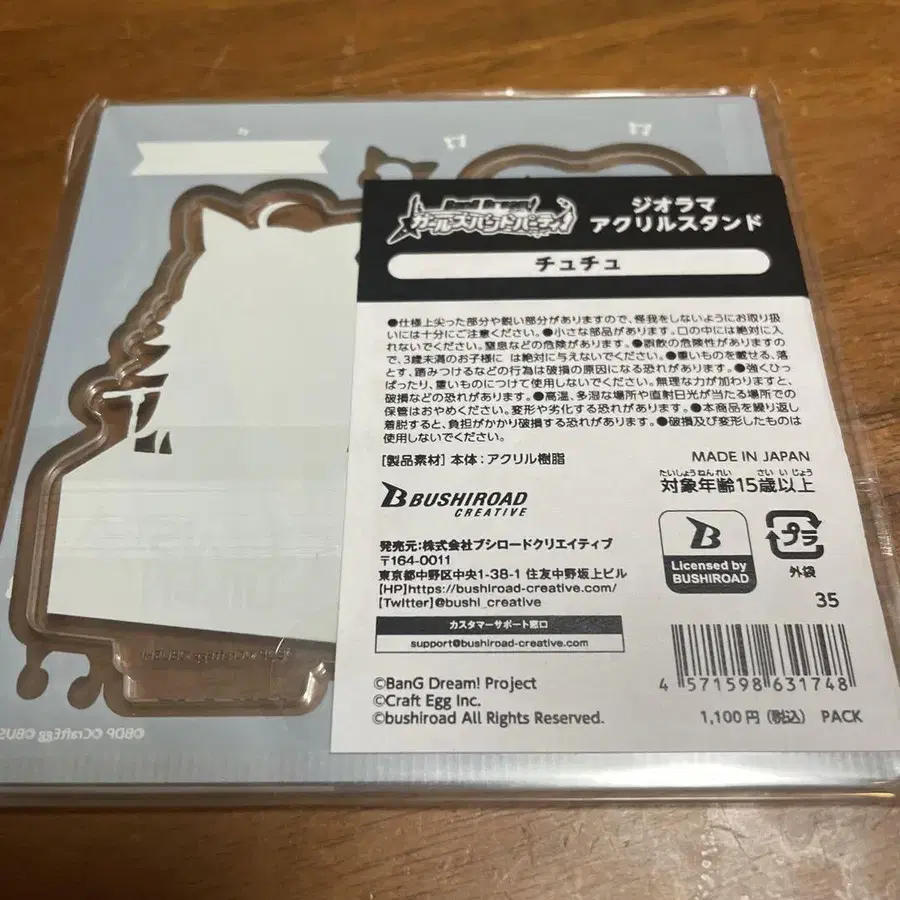 BanG Dream!
ガールズバンドパーティ!
ジオラマ
アクリルスタンド
チュチュ
●仕様上尖った部分や鋭い部分がありますので、怪我をしないようにお取り扱
いには十分にご注意ください。●小さな部品があります。口の中には絶対に入
れないでください。窒息などの危険があります。●誤飲の危険性がありますの
で、3歳未満のお子様に は絶対に与えないでください。●重いものを載せる、落
とす、踏みつけるなどの行為は破損の原因になる恐れがあります。●強くひっ
ぱったり、重いものにつけて使用しないでください。無理な力が加わりますと、
破損などの恐れがあります。●高温、多湿な場所や直射日光が当たる場所での
保管はおやめください。変形や劣化する恐れがあります。●本商品を繰り返し
着脱すると、負担がかかり破損する恐れがあります。●破損及び変形したものは
使用しないでください。
[製品素材]本体:アクリル樹脂
MADE IN JAPAN
たいしょうねんれい さい いじょう
対象年齢15歳以上
BUSHIROAD
CREATIVE
発売元:株式会社ブシロードクリエイティブ
〒164-0011
東京都中野区中央1-38-1 住友中野坂上ビル
[HP]https://bushiroad-creative.com/
[Twitter]@bushi_creative
カスタマーサポート窓口
support@bushiroad-creative.com
Licensed by
BUSHIROAD
プラ
外袋
35
©BanG Dream! Project
©Craft Egg Inc.
©bushiroad All Rights Reserved.
4 571598 631748
1,100円(税込) PACK
©BDP ©CraftEgg ©BUS